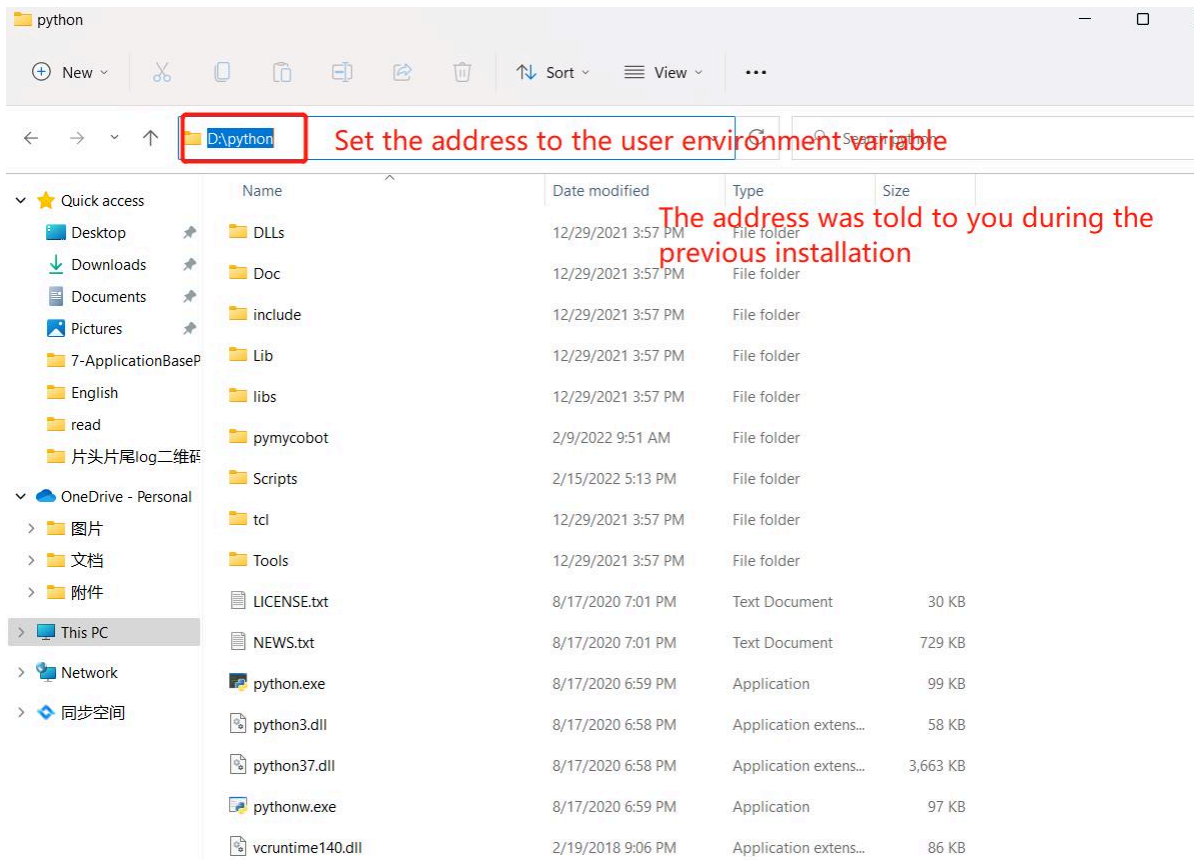 python
New
Sort
View
D:\python
Set the address to the user environment variable
Name
Date modified
Type
Size
The address was told to you during the
previous installation
Quick access
Desktop
Downloads
Documents
Pictures
7-ApplicationBaseP
English
read
片头片尾log二维码
OneDrive - Personal
图片
文档
附件
This PC
Network
同步空间
DLLs 12/29/2021 3:57 PM File folder
Doc 12/29/2021 3:57 PM File folder
include 12/29/2021 3:57 PM File folder
Lib 12/29/2021 3:57 PM File folder
libs 12/29/2021 3:57 PM File folder
pymycobot 2/9/2022 9:51 AM File folder
Scripts 2/15/2022 5:13 PM File folder
tcl 12/29/2021 3:57 PM File folder
Tools 12/29/2021 3:57 PM File folder
LICENSE.txt 8/17/2020 7:01 PM Text Document 30 KB
NEWS.txt 8/17/2020 7:01 PM Text Document 729 KB
python.exe 8/17/2020 6:59 PM Application 99 KB
python3.dll 8/17/2020 6:58 PM Application extens... 58 KB
python37.dll 8/17/2020 6:58 PM Application extens... 3,663 KB
pythonw.exe 8/17/2020 6:59 PM Application 97 KB
vcruntime140.dll 2/19/2018 9:06 PM Application extens... 86 KB